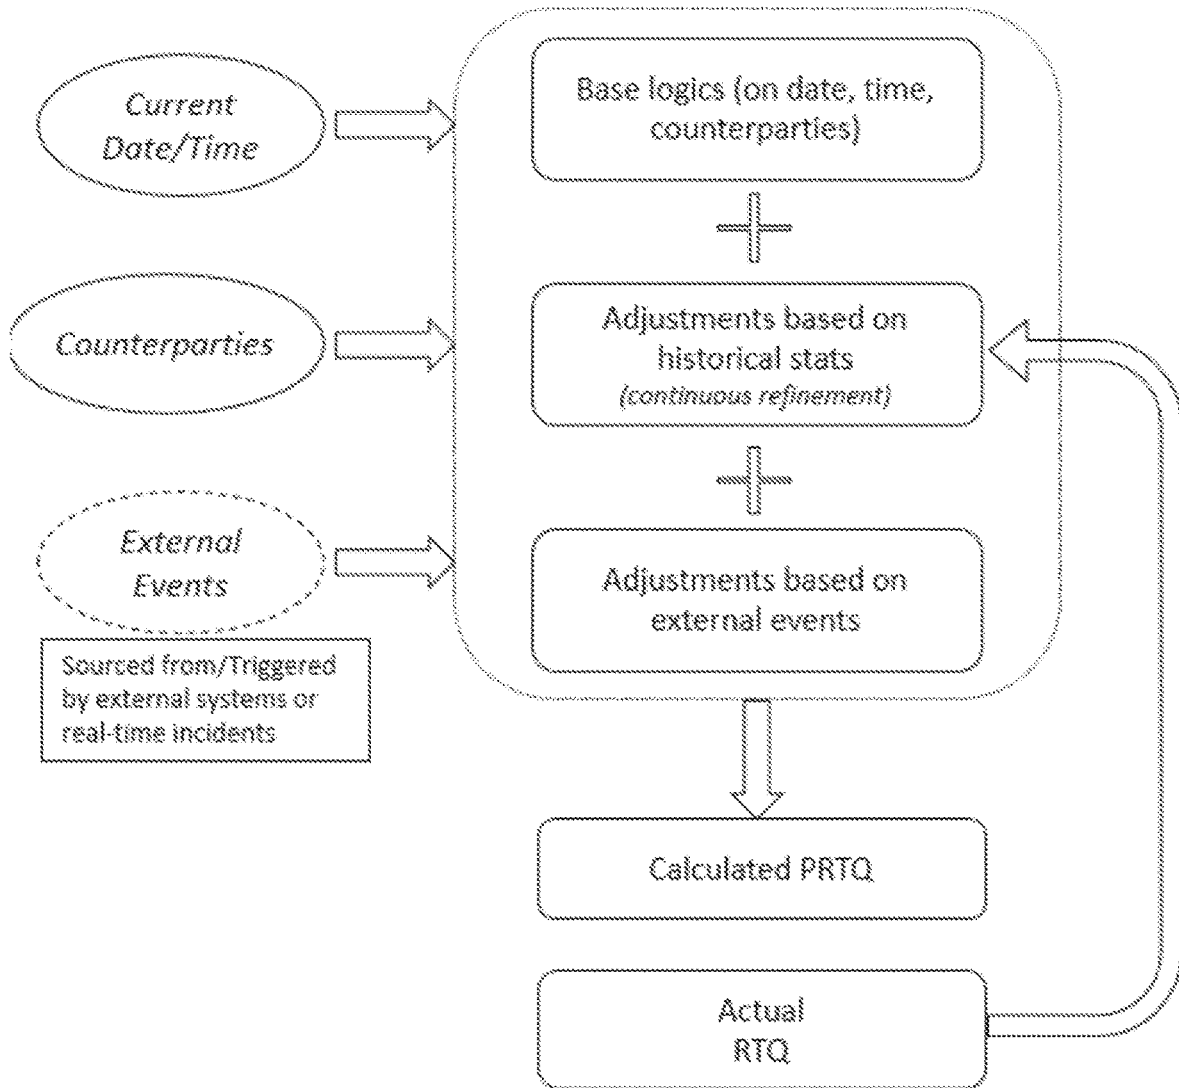 Current
Date/Time
Base logics (on date, time,
counterparties)
Counterparties
Adjustments based on
historical stats
(continuous refinement)
External
Events
Adjustments based on
external events
Sourced from/Triggered
by external systems or
real-time incidents
Calculated PRTQ
Actual
RTQ